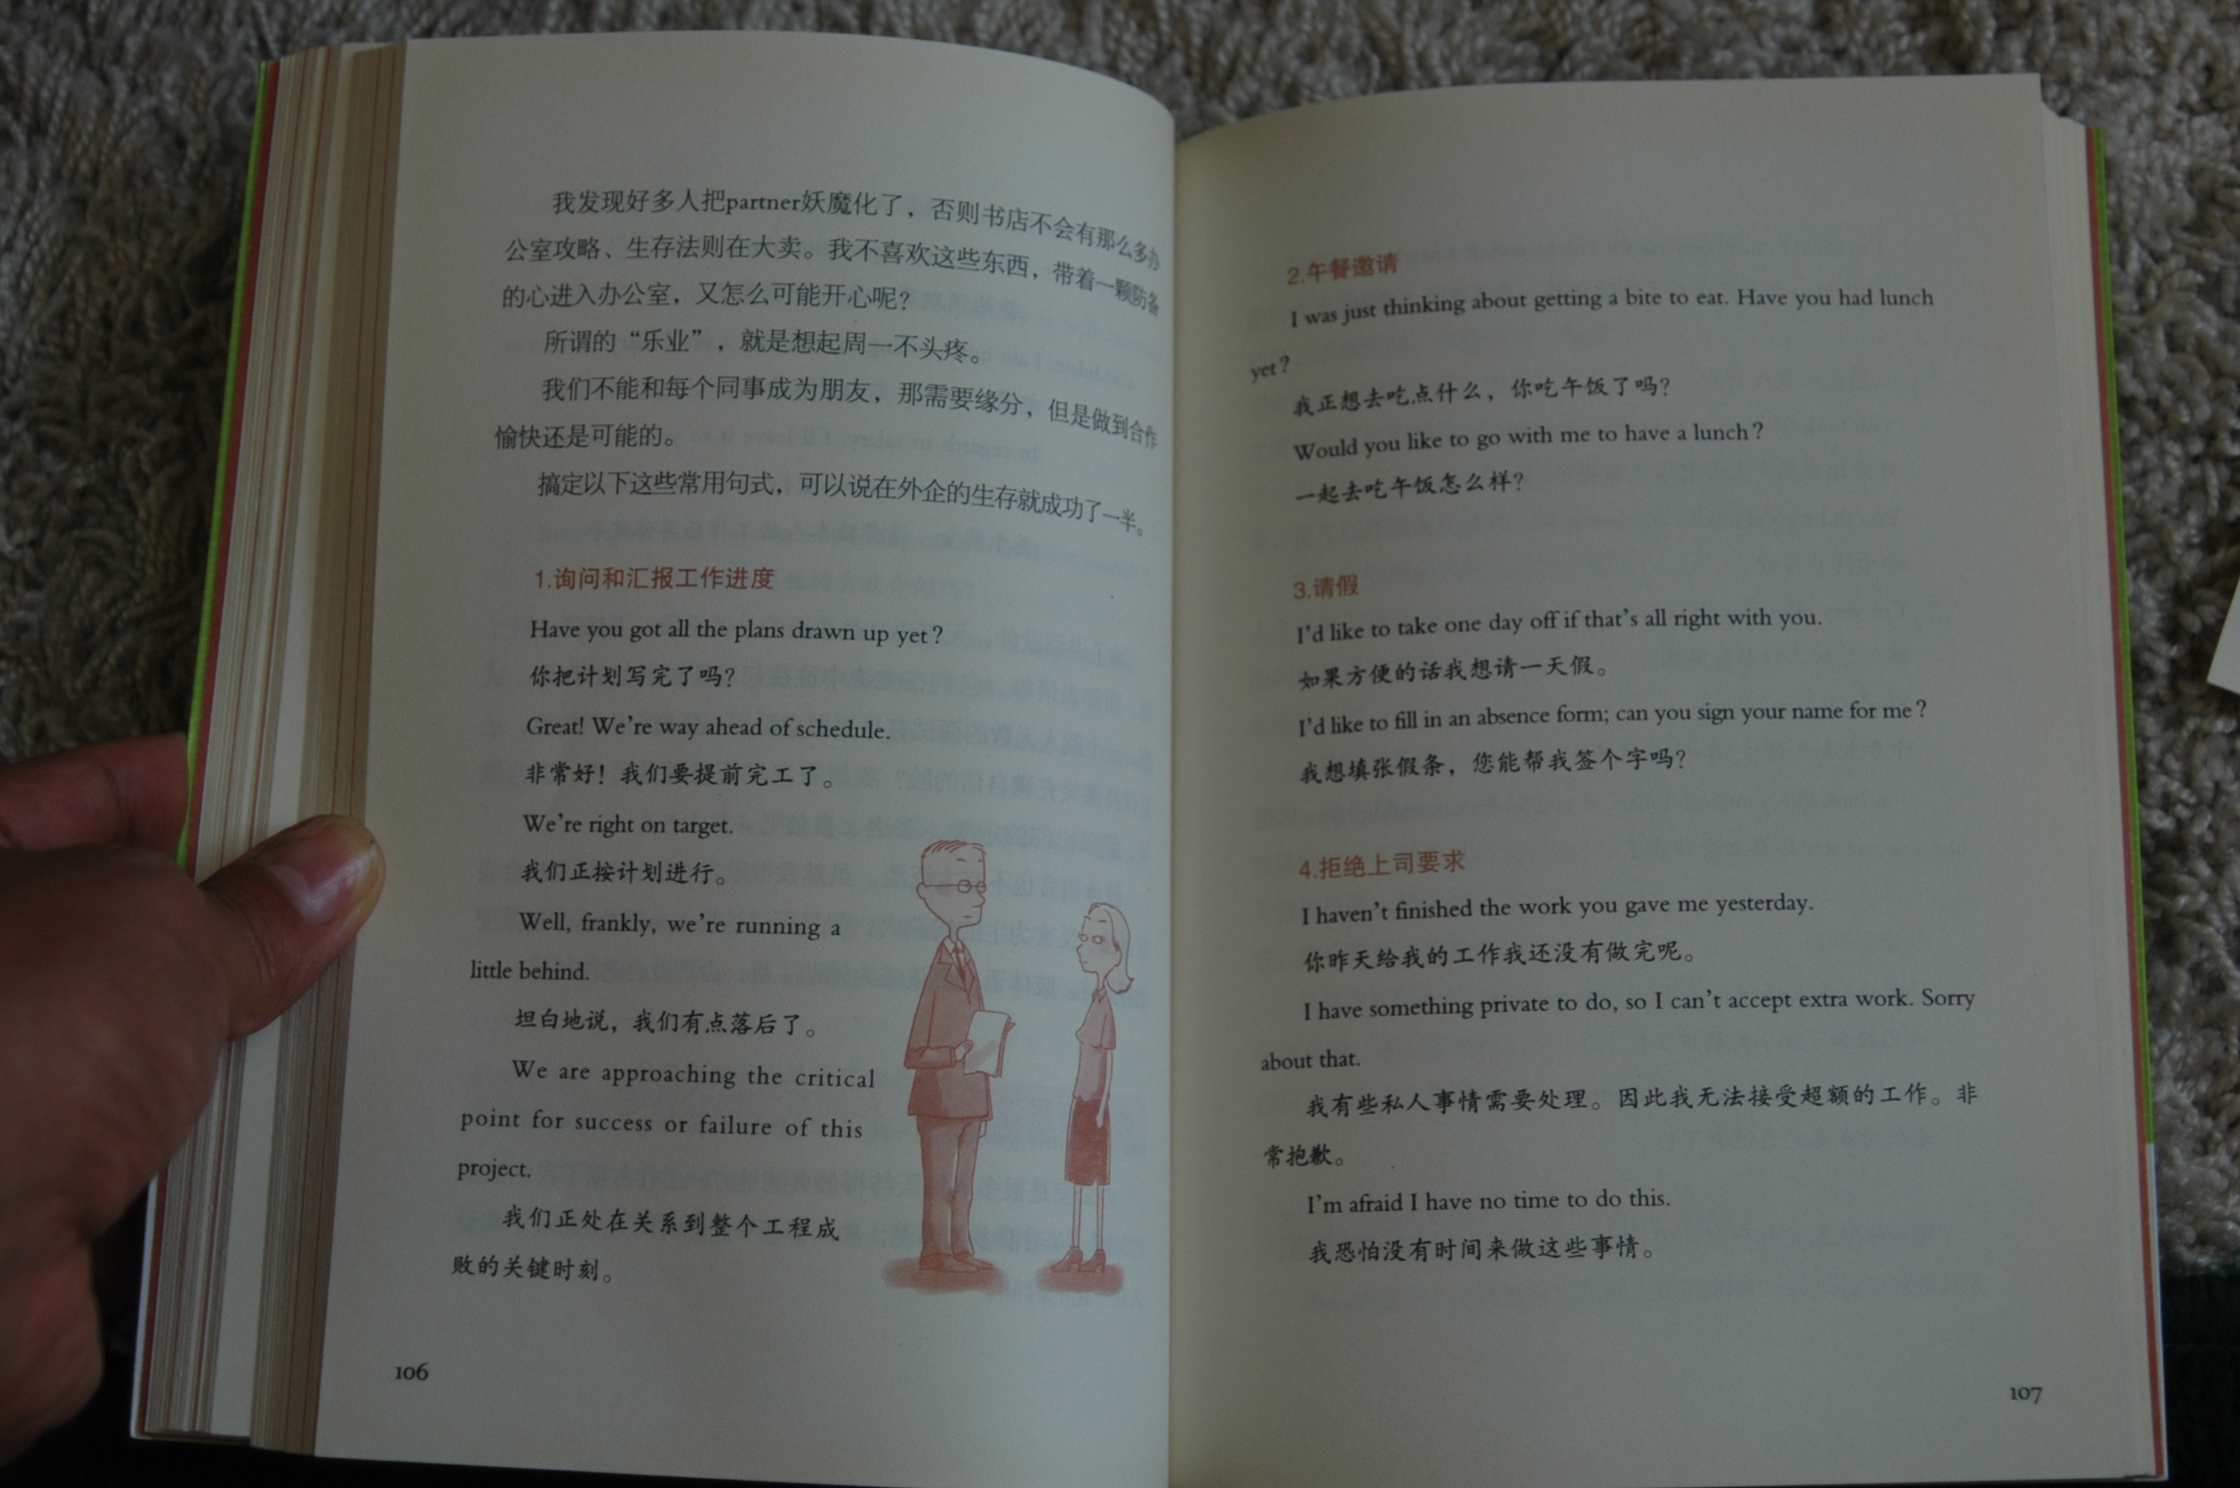 我发现好多人把partner妖魔化了，否则书店不会有那么多办
公室攻略、生存法则在大卖。我不喜欢这些东西，带着一颗防备
的心进入办公室，又怎么可能开心呢？
所谓的“乐业”，就是想起周一不头疼。
我们不能和每个同事成为朋友，那需要缘分，但是做到合作
愉快还是可能的。
搞定以下这些常用句式，可以说在外企的生存就成功了一半。
1.询问和汇报工作进度
Have you got all the plans drawn up yet?
你把计划写完了吗？
Great! We're way ahead of schedule.
非常好！我们要提前完工了。
We're right on target.
我们正按计划进行。
Well, frankly, we're running a
little behind.
坦白地说，我们有点落后了。
We are approaching the critical
point for success or failure of this
project.
我们正处在关系到整个工程成
败的关键时刻。
106
2.午餐邀请
I was just thinking about getting a bite to eat. Have you had lunch
yet?
我正想去吃点什么，你吃午饭了吗？
Would you like to go with me to have a lunch?
一起去吃午饭怎么样？
3.请假
I'd like to take one day off if that's all right with you.
如果方便的话我想请一天假。
I'd like to fill in an absence form; can you sign your name for me?
我想填张假条，您能帮我签个字吗？
4.拒绝上司要求
I haven't finished the work you gave me yesterday.
你昨天给我的工作我还没有做完呢。
I have something private to do, so I can't accept extra work. Sorry
about that.
我有些私人事情需要处理。因此我无法接受超额的工作。非
常抱歉。
I'm afraid I have no time to do this.
我恐怕没有时间来做这些事情。
107